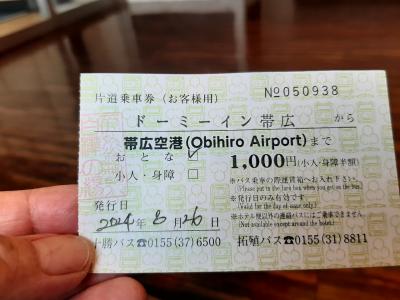 片道乗車券（お客様用）
№050938
ドーミーイン帯広 から
帯広空港(Obihiro Airport)まで
おとな ☑
小人・身障 □
1,000円(小人・身障半額)
※バス乗車の際運賃箱へお入れ下さい。
(Please put in the fare box when you get on the bus.)
※発行日のみ有効です
(Valid for the day of issue only)
※ホテル便以外の連絡バスにはご乗車できません
(Not available except around the hotel.)
発行日
2024年6月26日
十勝バス☎0155(37)6500
拓殖バス☎0155(31)8811